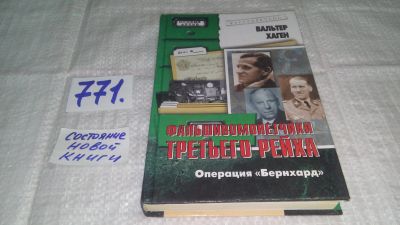 771.
состояние
новой
книги
ВАЛЬТЕР
ХАГЕН
ФАЛЬШИВОМОНЕТЧИКИ
ТРЕТЬЕГО РЕЙХА
Операция «Бернхард»